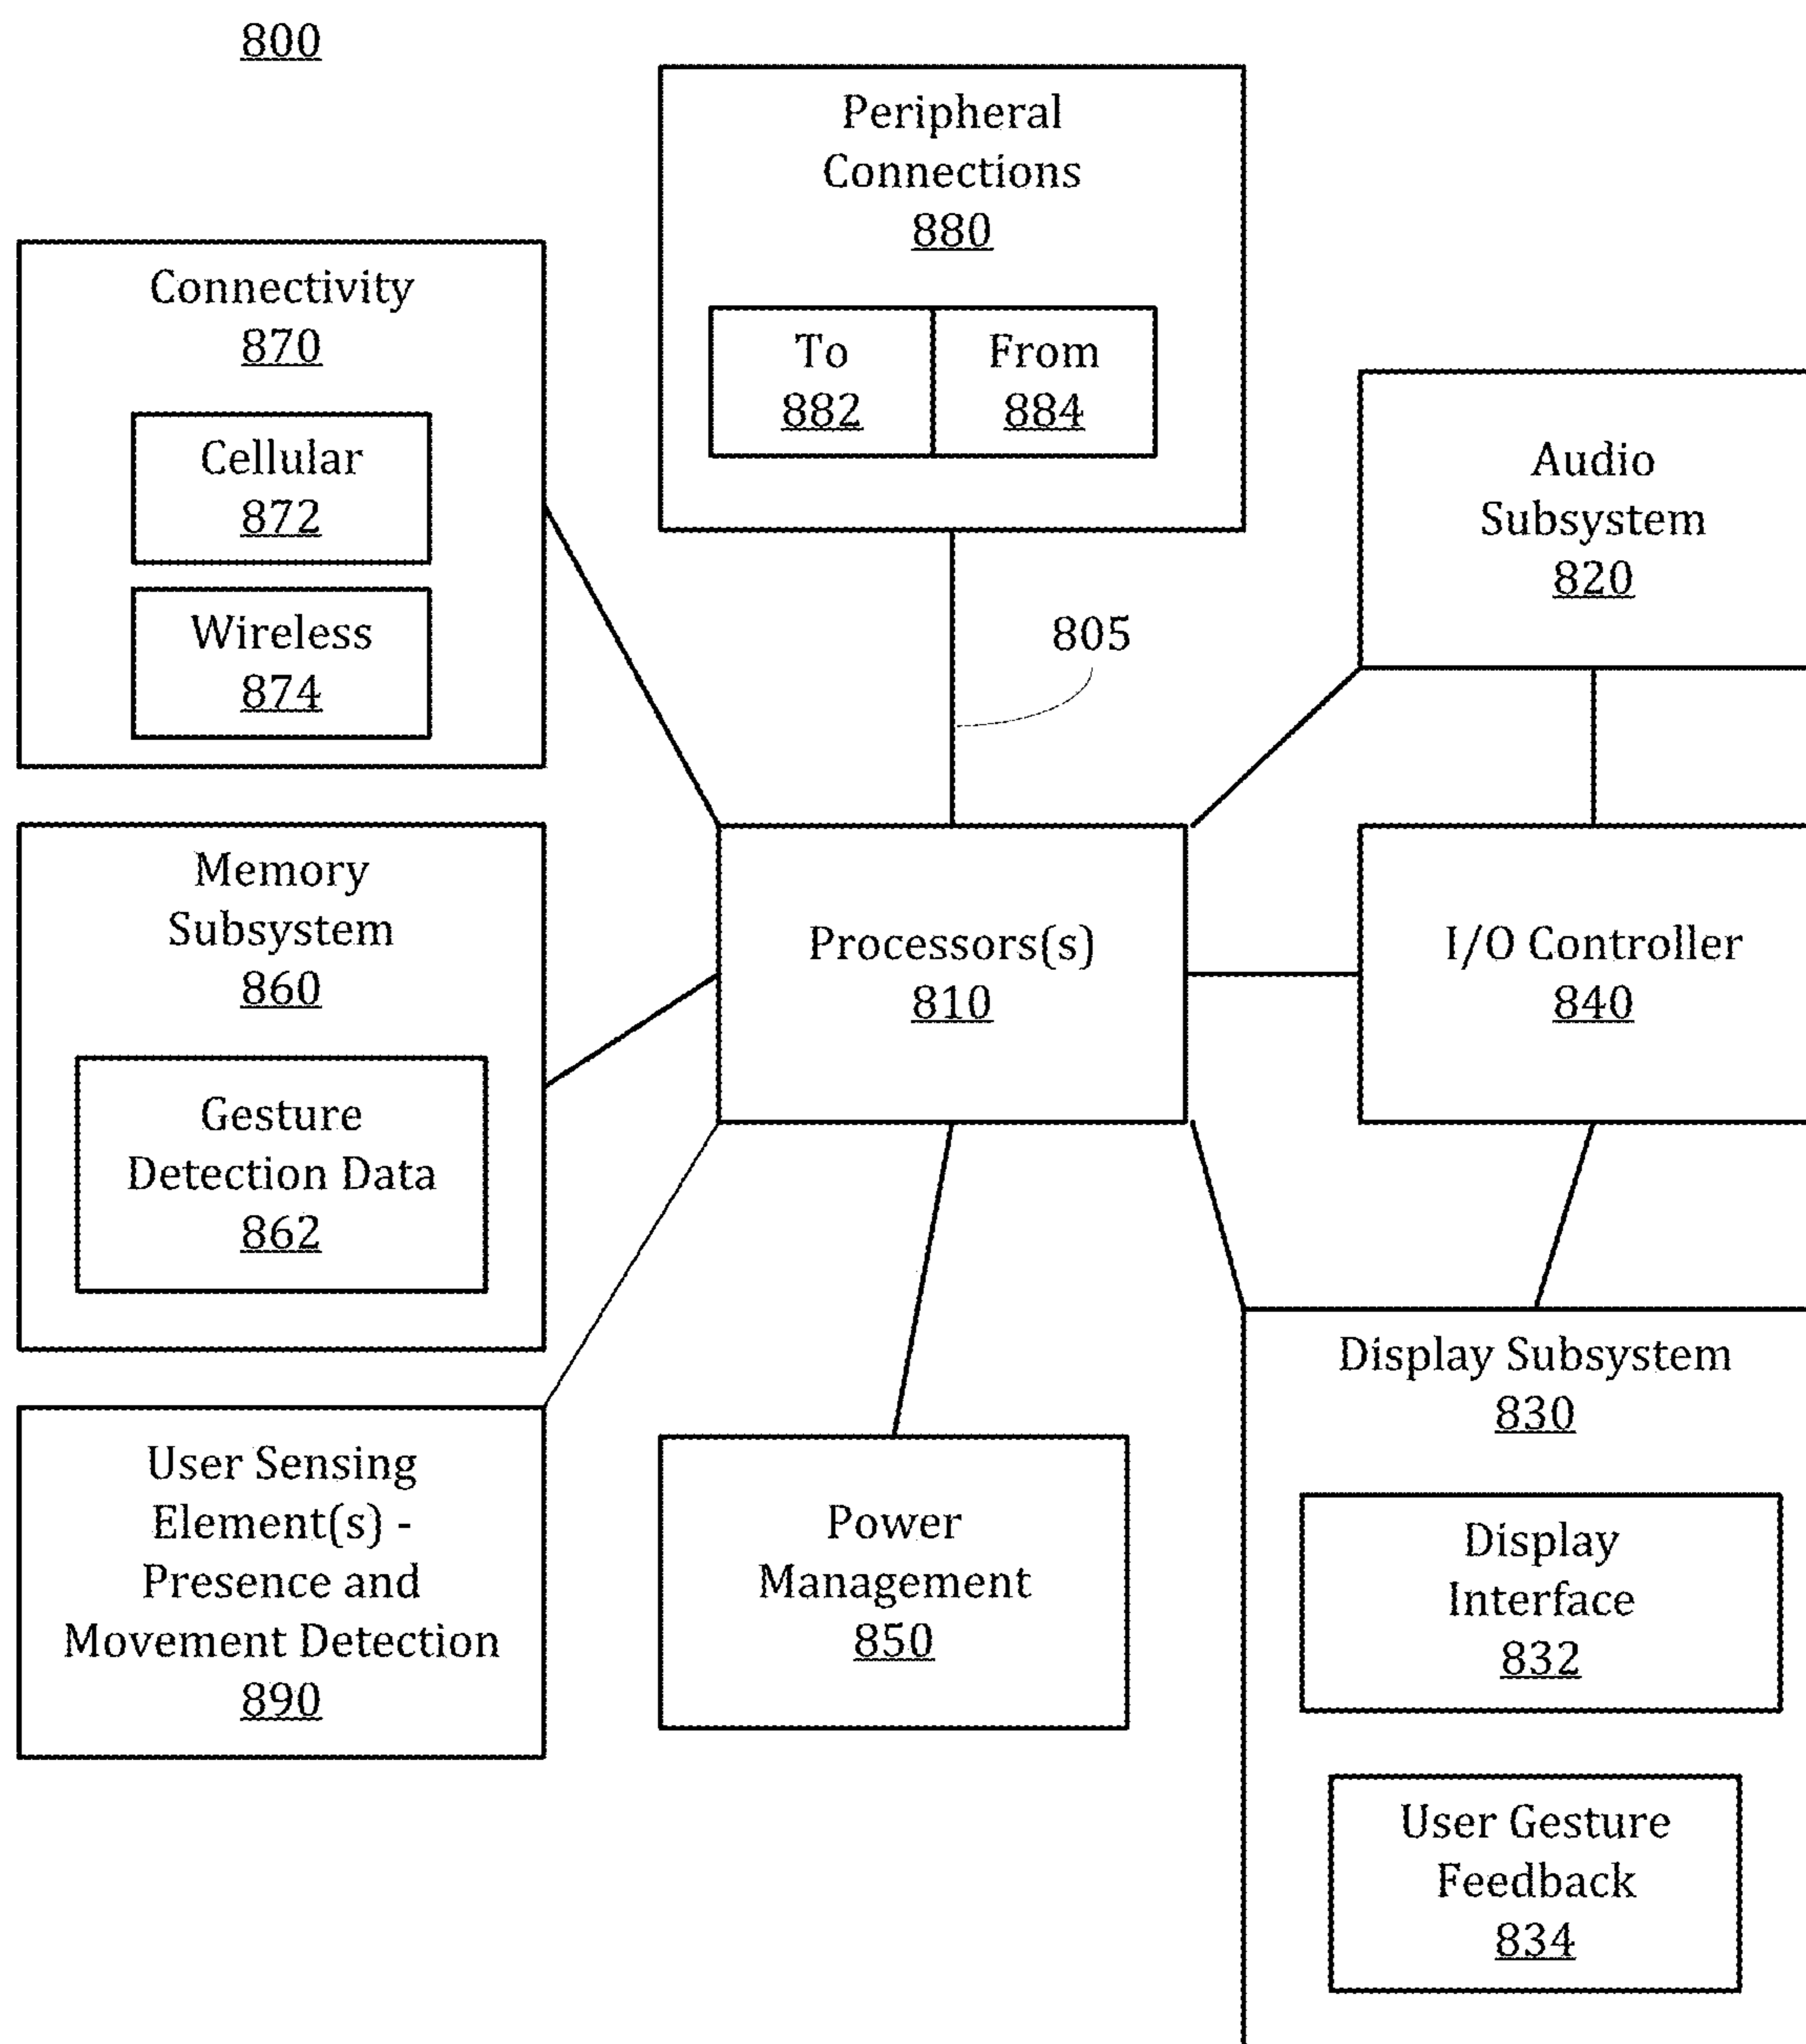 800
Peripheral
Connections
880
To
882
From
884
Connectivity
870
Cellular
872
Wireless
874
805
Audio
Subsystem
820
Memory
Subsystem
860
Gesture
Detection Data
862
Processors(s)
810
I/O Controller
840
User Sensing
Element(s) -
Presence and
Movement Detection
890
Power
Management
850
Display Subsystem
830
Display
Interface
832
User Gesture
Feedback
834